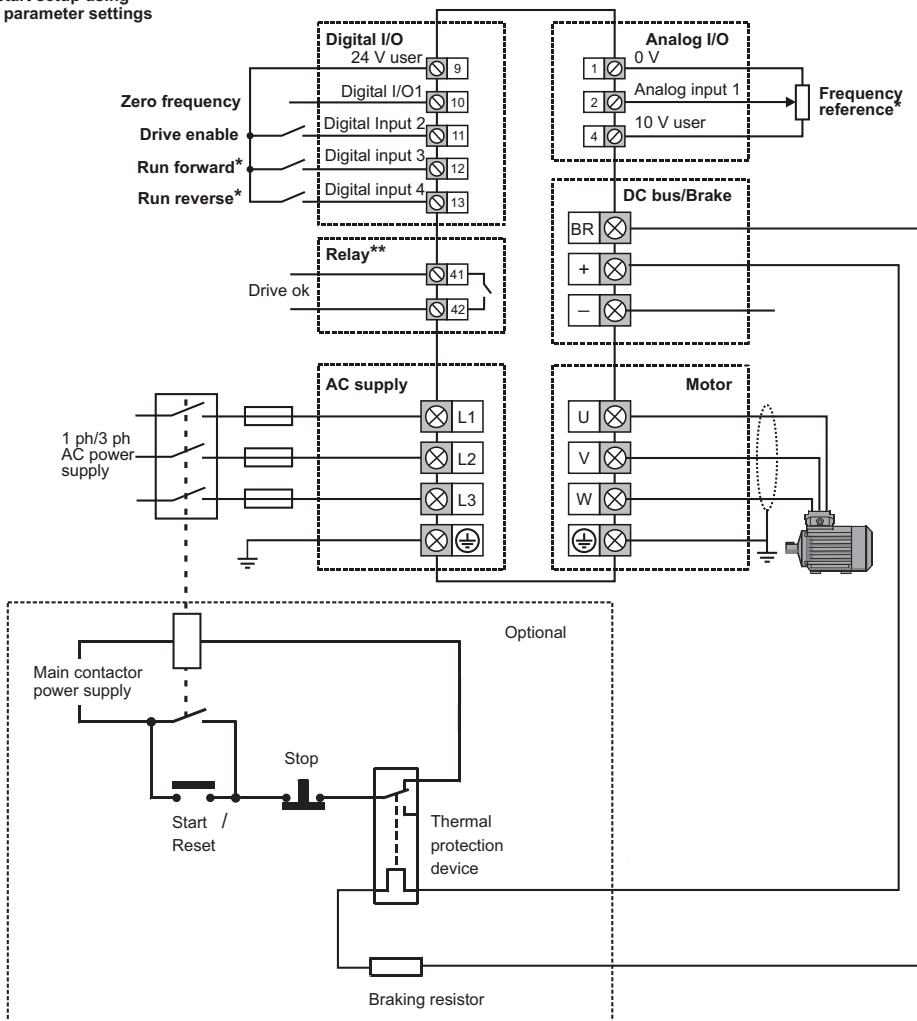 start setup using
parameter settings
Digital I/O
24 V user
9
Zero frequency
Digital I/O1
10
Drive enable
Digital Input 2
11
Run forward*
Digital input 3
12
Run reverse*
Digital input 4
13
Analog I/O
1
0 V
2
Analog input 1
4
10 V user
Frequency
reference*
DC bus/Brake
BR
+
–
Relay**
Drive ok
41
42
AC supply
1 ph/3 ph
AC power
supply
L1
L2
L3
Motor
U
V
W
Optional
Main contactor
power supply
Start /
Reset
Stop
Thermal
protection
device
Braking resistor